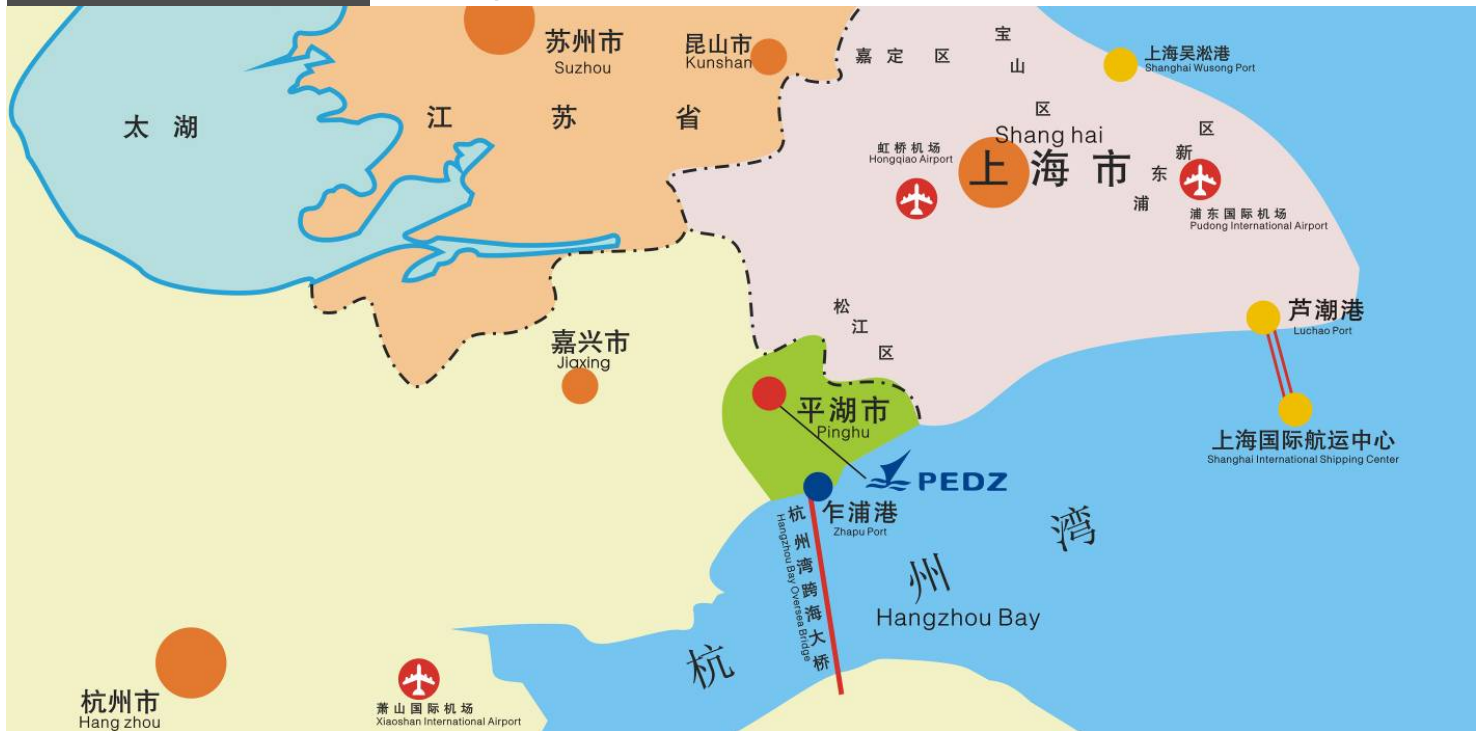 苏州市
Suzhou
昆山市
Kunshan
嘉定区
宝山区
上海吴淞港
Shanghai Wusong Port
太湖
江苏省
Shang hai
上海市
虹桥机场
Hongqiao Airport
浦东新区
浦东国际机场
Pudong International Airport
松江区
芦潮港
Luchao Port
嘉兴市
Jiaxing
平湖市
Pinghu
上海国际航运中心
Shanghai International Shipping Center
PEDZ
乍浦港
Zhapu Port
杭州湾跨海大桥
Hangzhou Bay Oversea Bridge
杭州湾
Hangzhou Bay
杭州市
Hang zhou
萧山国际机场
Xiaoshan International Airport